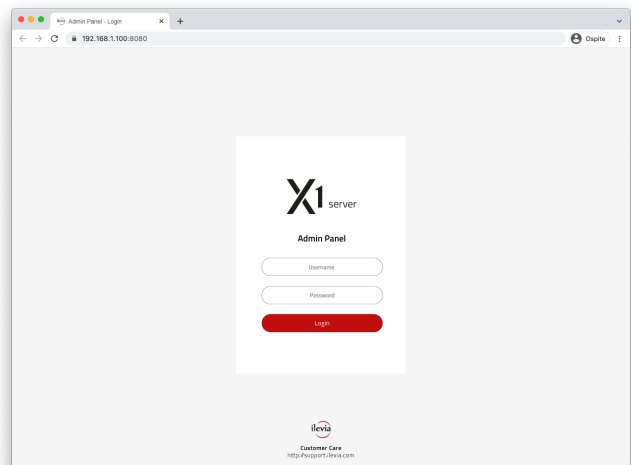 Admin Panel - Login
192.168.1.100:8080
Ospite
X1 server
Admin Panel
Username
Password
Login
ilevia
Customer Care
http://support.ilevia.com